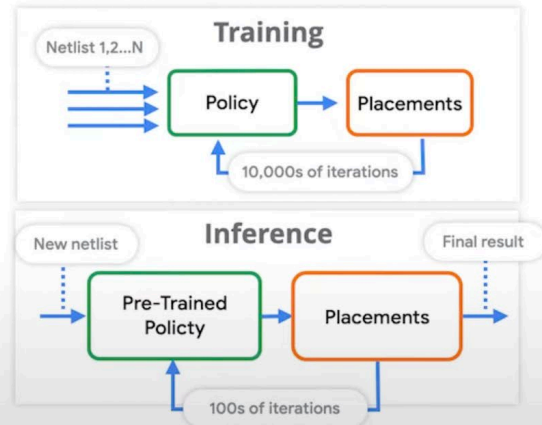 Training
Netlist 1,2...N
Policy
Placements
10,000s of iterations
Inference
New netlist
Final result
Pre-Trained
Policty
Placements
100s of iterations